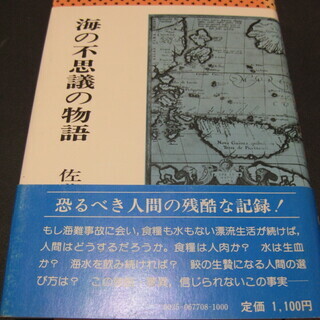 海の不思議の物語
佐
Nova Guinea
恐るべき人間の残酷な記録!
もし海難事故に会い、食糧も水もない漂流生活が続けば、
人間はどうするだろうか。食糧は人肉か? 水は生血
か? 海水を飲み続ければ? 鮫の生贄になる人間の選
び方は? この 信じられないこの事実—
定価 1,100円